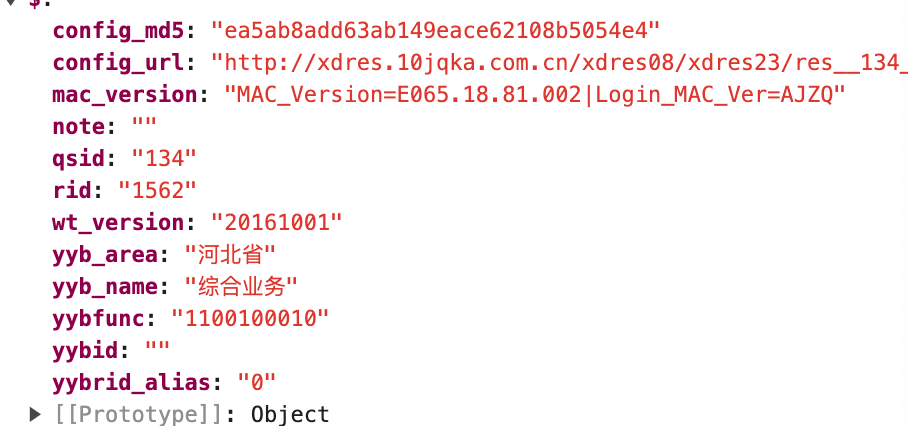 $:
config_md5: "ea5ab8add63ab149eace62108b5054e4"
config_url: "http://xdres.10jqka.com.cn/xdres08/xdres23/res__134_
mac_version: "MAC_Version=E065.18.81.002|Login_MAC_Ver=AJZQ"
note: ""
qsid: "134"
rid: "1562"
wt_version: "20161001"
yyb_area: "河北省"
yyb_name: "综合业务"
yybfunc: "1100100010"
yybid: ""
yybrid_alias: "0"
[[Prototype]]: Object